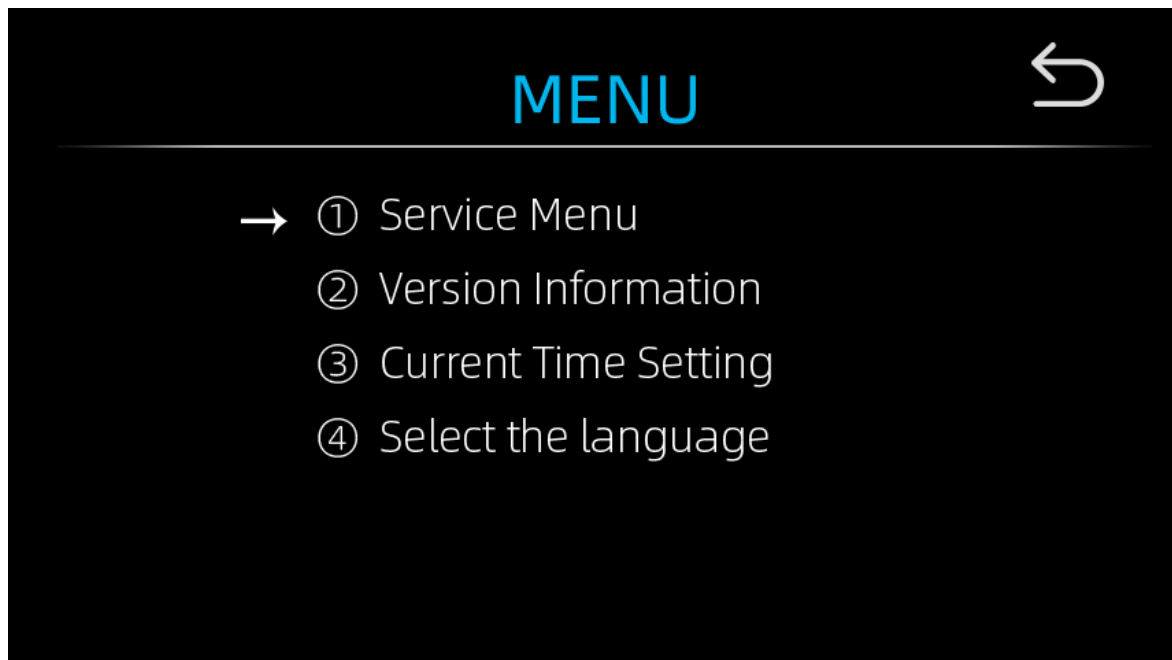 MENU
→ ① Service Menu
② Version Information
③ Current Time Setting
④ Select the language